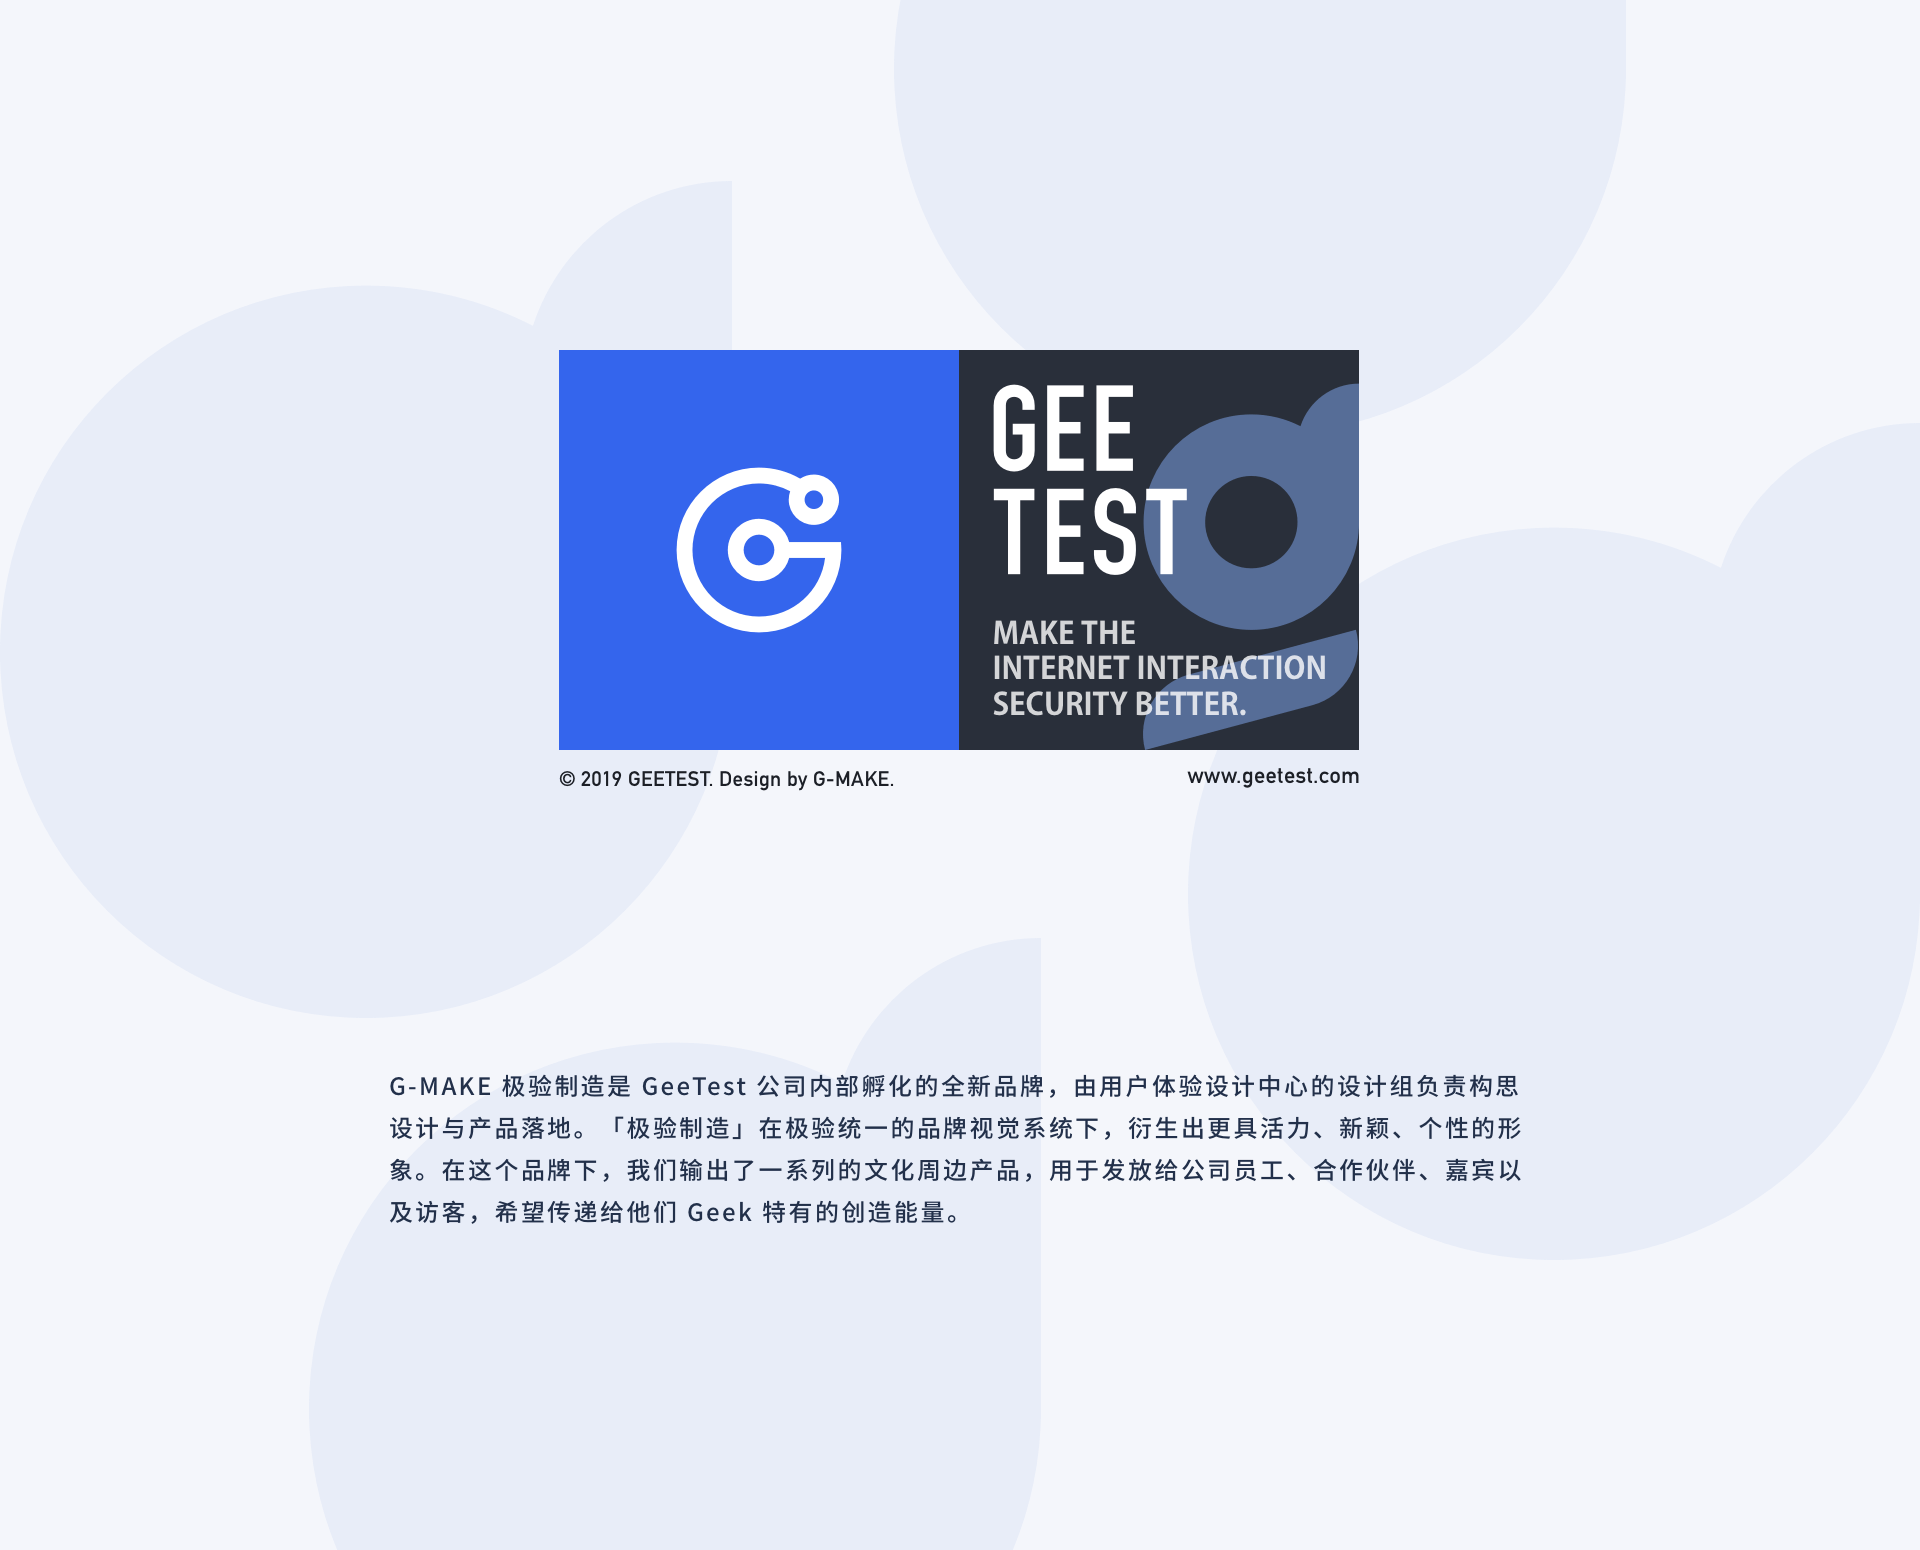 GEE
TEST
MAKE THE
INTERNET INTERACTION
SECURITY BETTER.
© 2019 GEETEST. Design by G-MAKE.
www.geetest.com
G-MAKE 极验制造是 GeeTest 公司内部孵化的全新品牌，由用户体验设计中心的设计组负责构思
设计与产品落地。「极验制造」在极验统一的品牌视觉系统下，衍生出更具活力、新颖、个性的形
象。在这个品牌下，我们输出了一系列的文化周边产品，用于发放给公司员工、合作伙伴、嘉宾以
及访客，希望传递给他们 Geek 特有的创造能量。